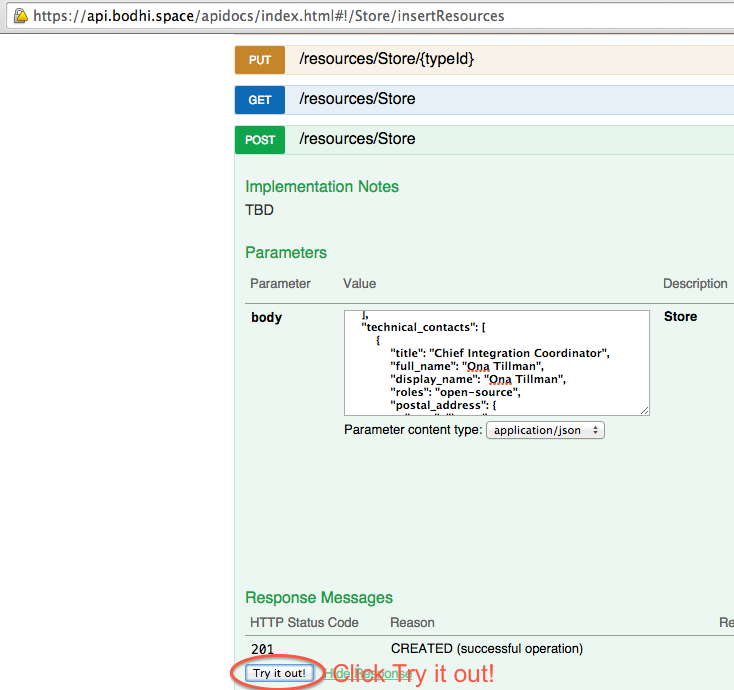 https://api.bodhi.space/apidocs/index.html#!/Store/insertResources
PUT /resources/Store/{typeId}
GET /resources/Store
POST /resources/Store
Implementation Notes
TBD
Parameters
Parameter Value Description
body Store
],
"technical_contacts": [
{
"title": "Chief Integration Coordinator",
"full_name": "Ona Tillman",
"display_name": "Ona Tillman",
"roles": "open-source",
"postal_address": {
Parameter content type: application/json
Response Messages
HTTP Status Code Reason Re
201 CREATED (successful operation)
Try it out! Hide Response Click Try it out!